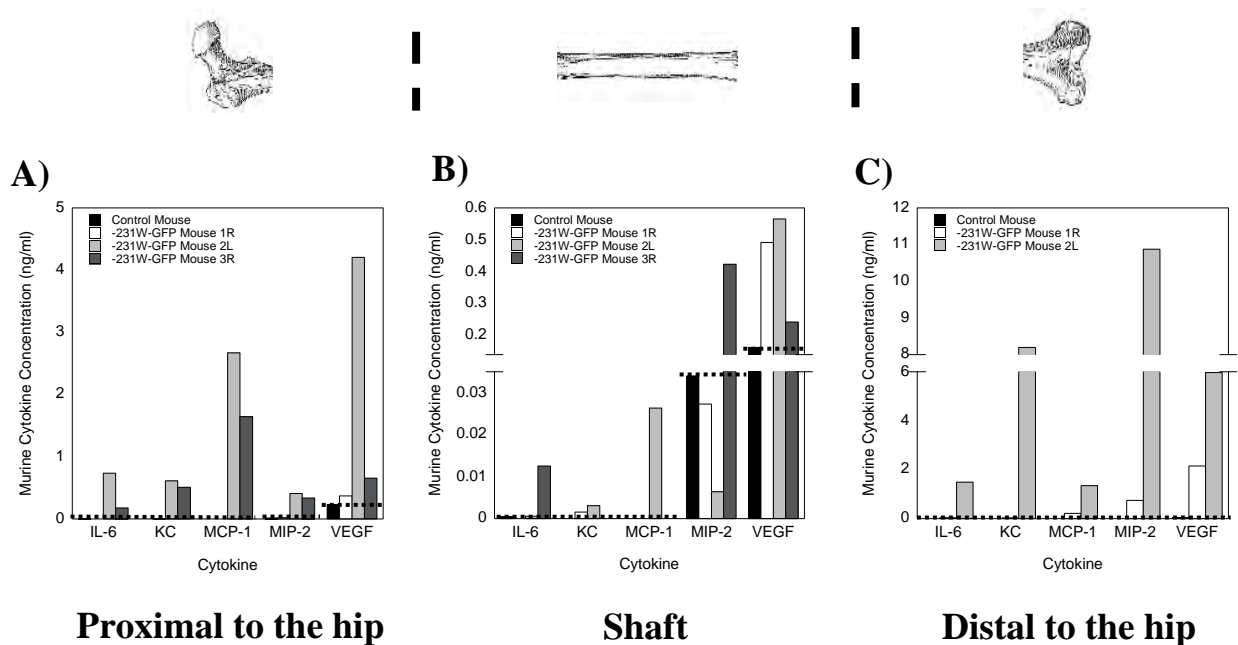 A)
Murine Cytokine Concentration (ng/ml)
5
4
3
2
1
0
Control Mouse
-231W-GFP Mouse 1R
-231W-GFP Mouse 2L
-231W-GFP Mouse 3R
IL-6 KC MCP-1 MIP-2 VEGF
Cytokine
Proximal to the hip
B)
Murine Cytokine Concentration (ng/ml)
0.6
0.5
0.4
0.3
0.2
0.03
0.02
0.01
0
Control Mouse
-231W-GFP Mouse 1R
-231W-GFP Mouse 2L
-231W-GFP Mouse 3R
IL-6 KC MCP-1 MIP-2 VEGF
Cytokine
Shaft
C)
Murine Cytokine Concentration (ng/ml)
12
11
10
9
8
6
4
2
0
Control Mouse
-231W-GFP Mouse 1R
-231W-GFP Mouse 2L
IL-6 KC MCP-1 MIP-2 VEGF
Cytokine
Distal to the hip